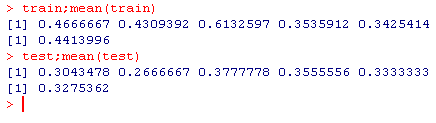 > train;mean(train)
[1] 0.4666667 0.4309392 0.6132597 0.3535912 0.3425414
[1] 0.4413996
> test;mean(test)
[1] 0.3043478 0.2666667 0.3777778 0.3555556 0.3333333
[1] 0.3275362
>